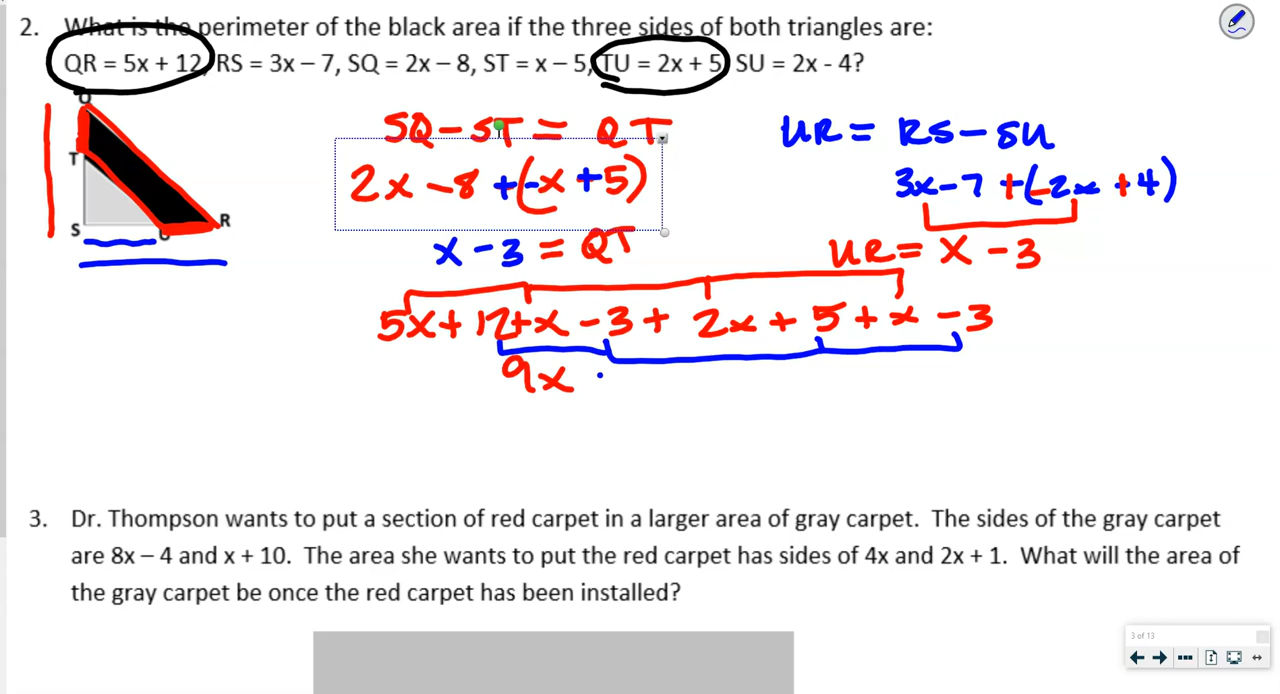 2. What is the perimeter of the black area if the three sides of both triangles are:
QR = 5x + 12, RS = 3x – 7, SQ = 2x – 8, ST = x – 5, TU = 2x + 5, SU = 2x - 4?
Q
T
S
U
R
SQ - ST = QT
2x - 8 + (-x + 5)
x - 3 = QT
UR = RS - SU
3x - 7 + (-2x + 4)
UR = x - 3
5x + 12 + x - 3 + 2x + 5 + x - 3
9x
3. Dr. Thompson wants to put a section of red carpet in a larger area of gray carpet. The sides of the gray carpet
are 8x – 4 and x + 10. The area she wants to put the red carpet has sides of 4x and 2x + 1. What will the area of
the gray carpet be once the red carpet has been installed?
3 of 13